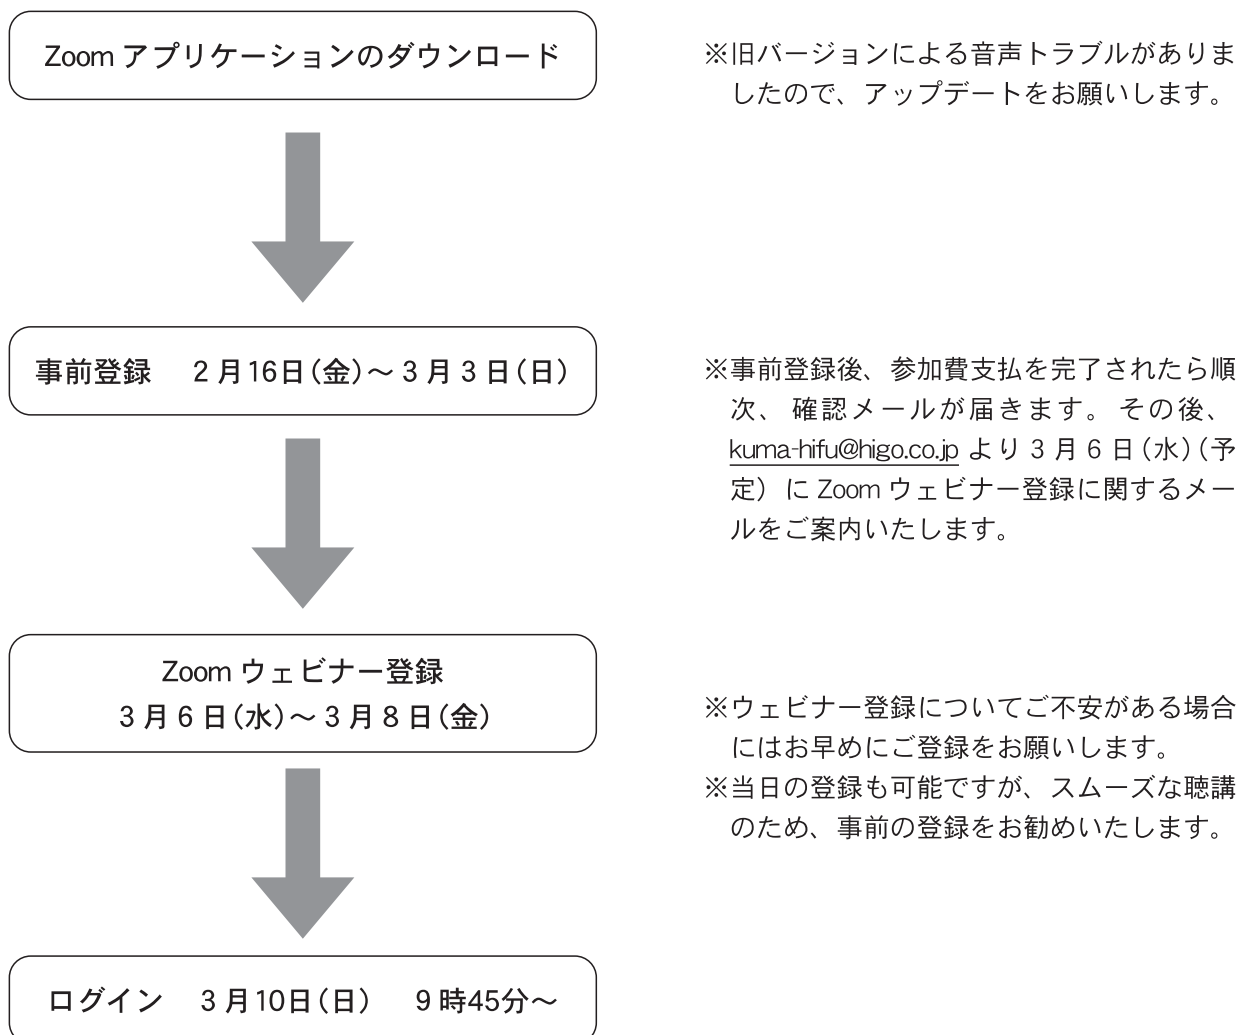 Zoom アプリケーションのダウンロード
※旧バージョンによる音声トラブルがありま
したので、アップデートをお願いします。
事前登録　2月16日(金)～3月3日(日)
※事前登録後、参加費支払を完了されたら順
次、確認メールが届きます。その後、
kuma-hifu@higo.co.jp より3月6日(水)(予
定）に Zoom ウェビナー登録に関するメー
ルをご案内いたします。
Zoom ウェビナー登録
3月6日(水)～3月8日(金)
※ウェビナー登録についてご不安がある場合
にはお早めにご登録をお願いします。
※当日の登録も可能ですが、スムーズな聴講
のため、事前の登録をお勧めいたします。
ログイン　3月10日(日)　9時45分～